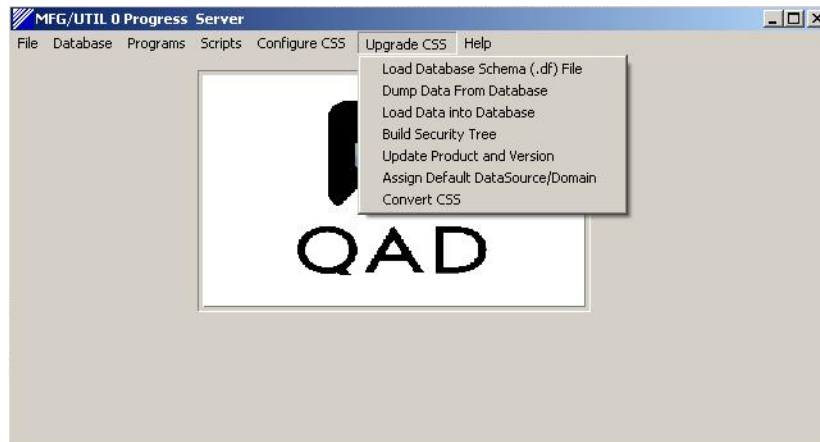 MFG/UTIL 0 Progress Server
File Database Programs Scripts Configure CSS Upgrade CSS Help
Load Database Schema (.df) File
Dump Data From Database
Load Data into Database
Build Security Tree
Update Product and Version
Assign Default DataSource/Domain
Convert CSS
QAD